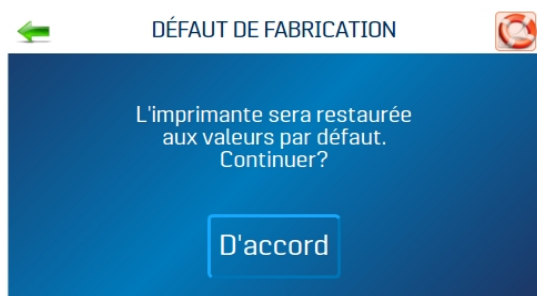 DÉFAUT DE FABRICATION
L'imprimante sera restaurée
aux valeurs par défaut.
Continuer?
D'accord